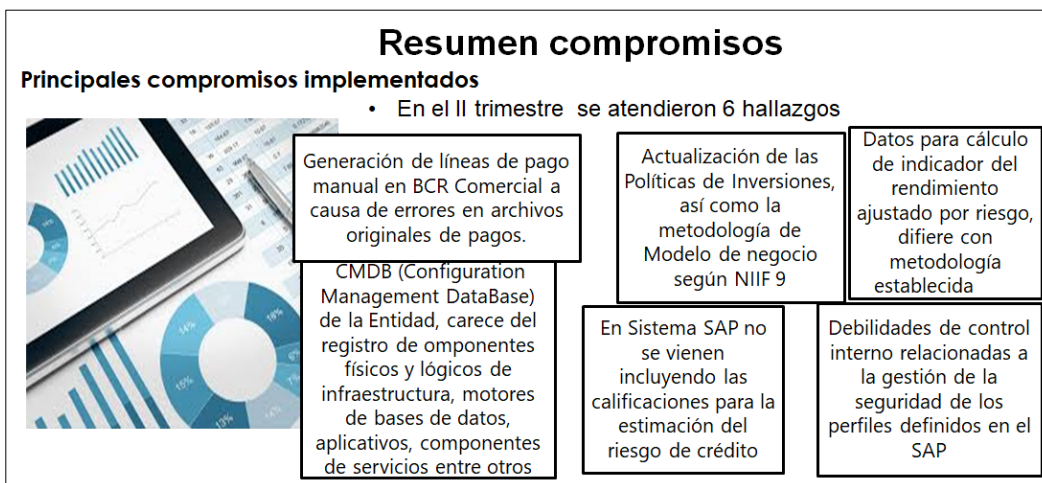 Resumen compromisos
Principales compromisos implementados
• En el II trimestre se atendieron 6 hallazgos
Generación de líneas de pago
manual en BCR Comercial a
causa de errores en archivos
originales de pagos.
Actualización de las
Políticas de Inversiones,
así como la
metodología de
Modelo de negocio
según NIIF 9
Datos para cálculo
de indicador del
rendimiento
ajustado por riesgo,
difiere con
metodología
establecida
CMDB (Configuration
Management DataBase)
de la Entidad, carece del
registro de omponentes
físicos y lógicos de
infraestructura, motores
de bases de datos,
aplicativos, componentes
de servicios entre otros
En Sistema SAP no
se vienen
incluyendo las
calificaciones para la
estimación del
riesgo de crédito
Debilidades de control
interno relacionadas a
la gestión de la
seguridad de los
perfiles definidos en el
SAP
14%
15%
13%
16%